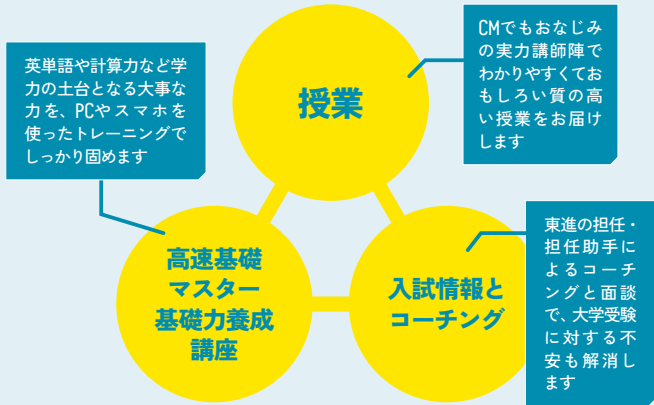 授業
CMでもおなじみ
の実力講師陣で
わかりやすくてお
もしろい質の高
い授業をお届け
します
英単語や計算力など学
力の土台となる大事な
力を、PCやスマホを
使ったトレーニングで
しっかり固めます
高速基礎
マスター
基礎力養成
講座
入試情報と
コーチング
東進の担任・
担任助手に
よるコーチ
ングと面談
で、大学受験
に対する不
安も解消し
ます